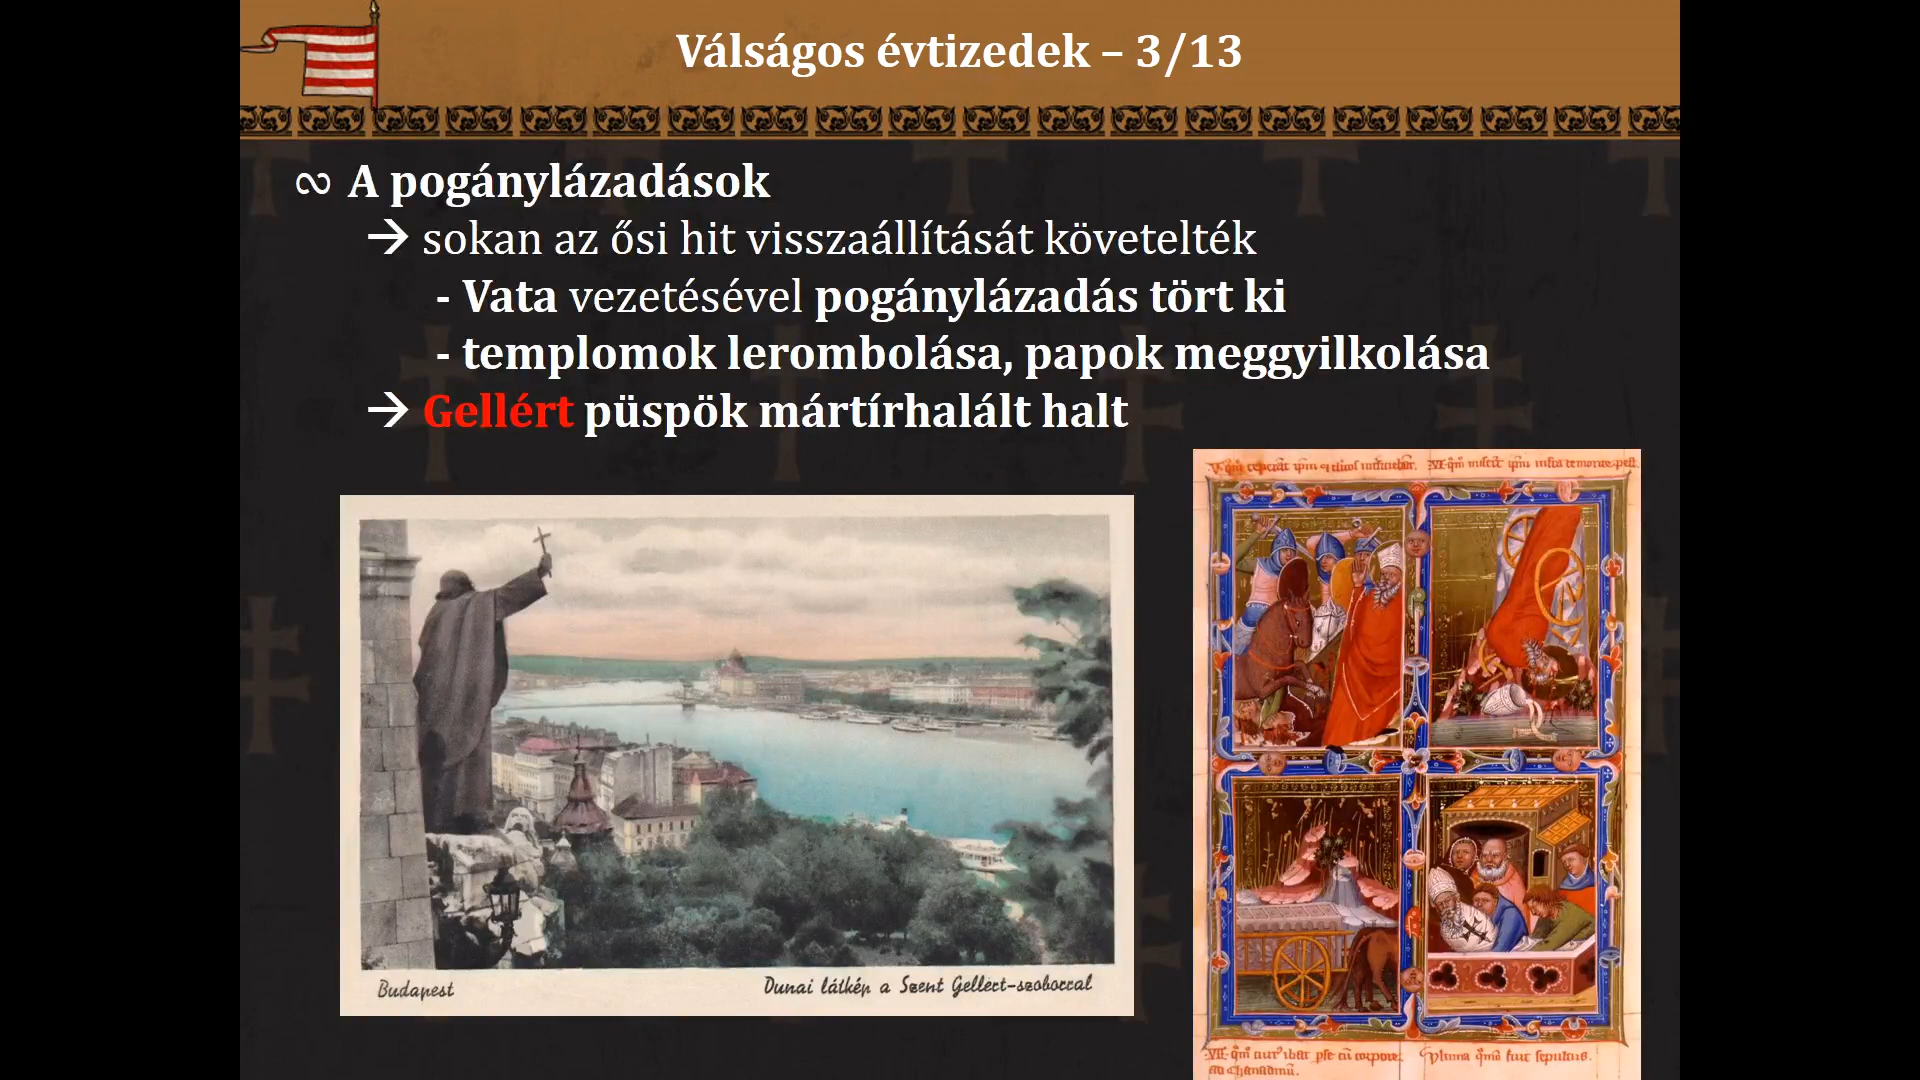 Válságos évtizedek – 3/13
∾ A pogánylázadások
→ sokan az ősi hit visszaállítását követelték
- Vata vezetésével pogánylázadás tört ki
- templomok lerombolása, papok meggyilkolása
→ Gellért püspök mártírhalált halt
Budapest
Dunai látkép a Szent Gellért-szoborral